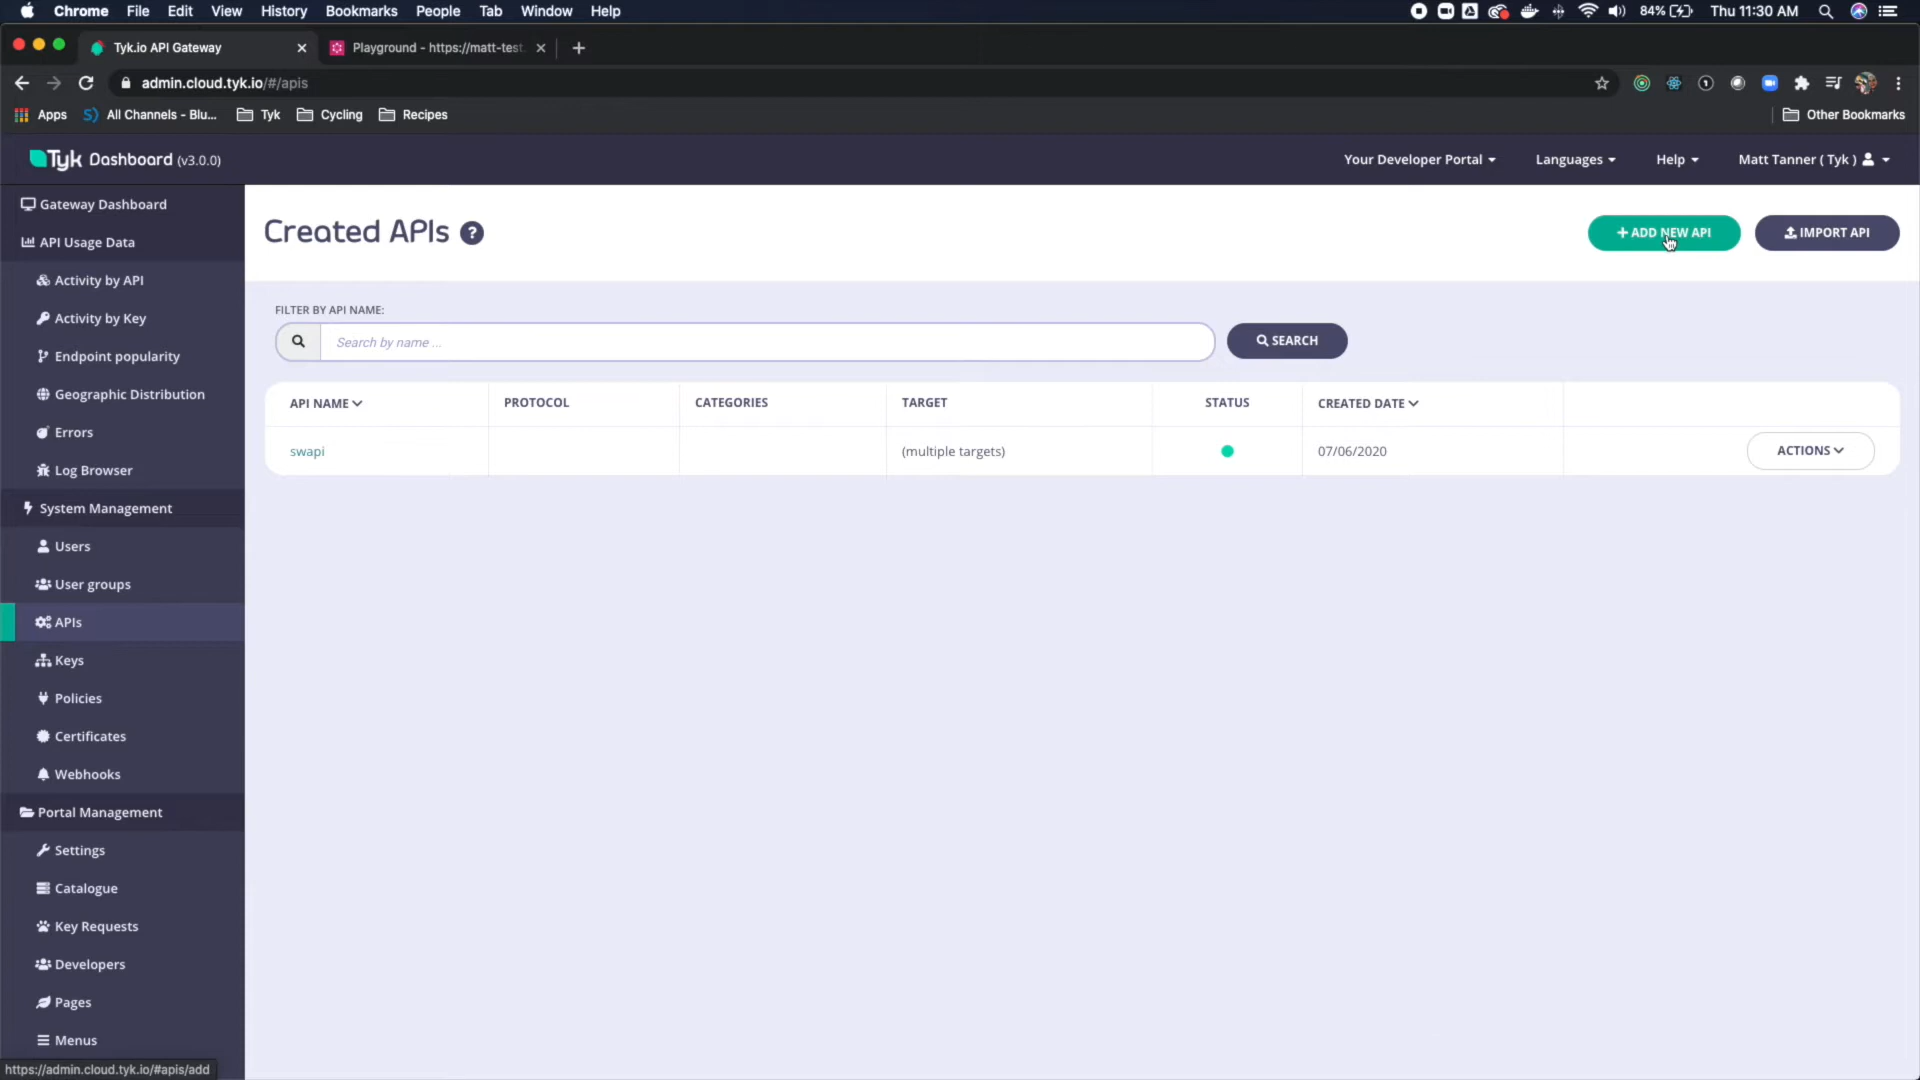 Chrome File Edit View History Bookmarks People Tab Window Help 84% Thu 11:30 AM
Tyk.io API Gateway Playground - https://matt-test.
admin.cloud.tyk.io/#/apis
Apps All Channels - Blu... Tyk Cycling Recipes Other Bookmarks
Tyk Dashboard (v3.0.0) Your Developer Portal Languages Help Matt Tanner ( Tyk )
Gateway Dashboard
API Usage Data
Activity by API
Activity by Key
Endpoint popularity
Geographic Distribution
Errors
Log Browser
System Management
Users
User groups
APIs
Keys
Policies
Certificates
Webhooks
Portal Management
Settings
Catalogue
Key Requests
Developers
Pages
Menus
Created APIs ?
+ ADD NEW API IMPORT API
FILTER BY API NAME:
Search by name ... SEARCH
API NAME PROTOCOL CATEGORIES TARGET STATUS CREATED DATE
swapi (multiple targets) 07/06/2020 ACTIONS
https://admin.cloud.tyk.io/#apis/add